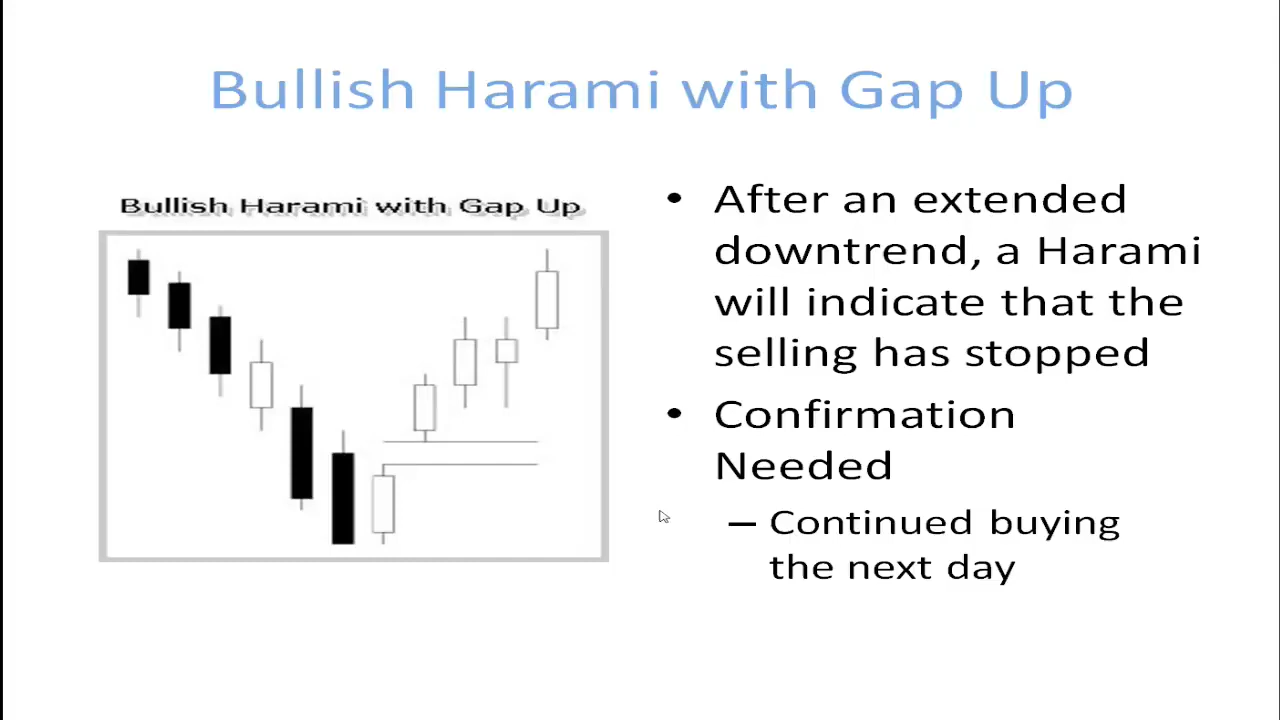 Bullish Harami with Gap Up
Bullish Harami with Gap Up
• After an extended
downtrend, a Harami
will indicate that the
selling has stopped
• Confirmation
Needed
– Continued buying
the next day